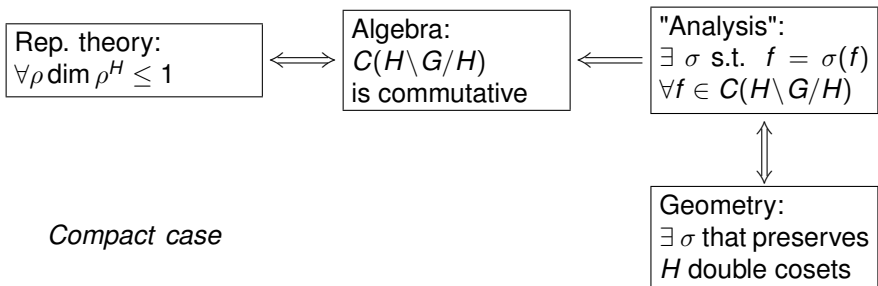 Rep. theory:
∀ρ dim ρ^H ≤ 1
Algebra:
C(H\G/H)
is commutative
"Analysis":
∃ σ s.t. f = σ(f)
∀f ∈ C(H\G/H)
Geometry:
∃ σ that preserves
H double cosets
Compact case